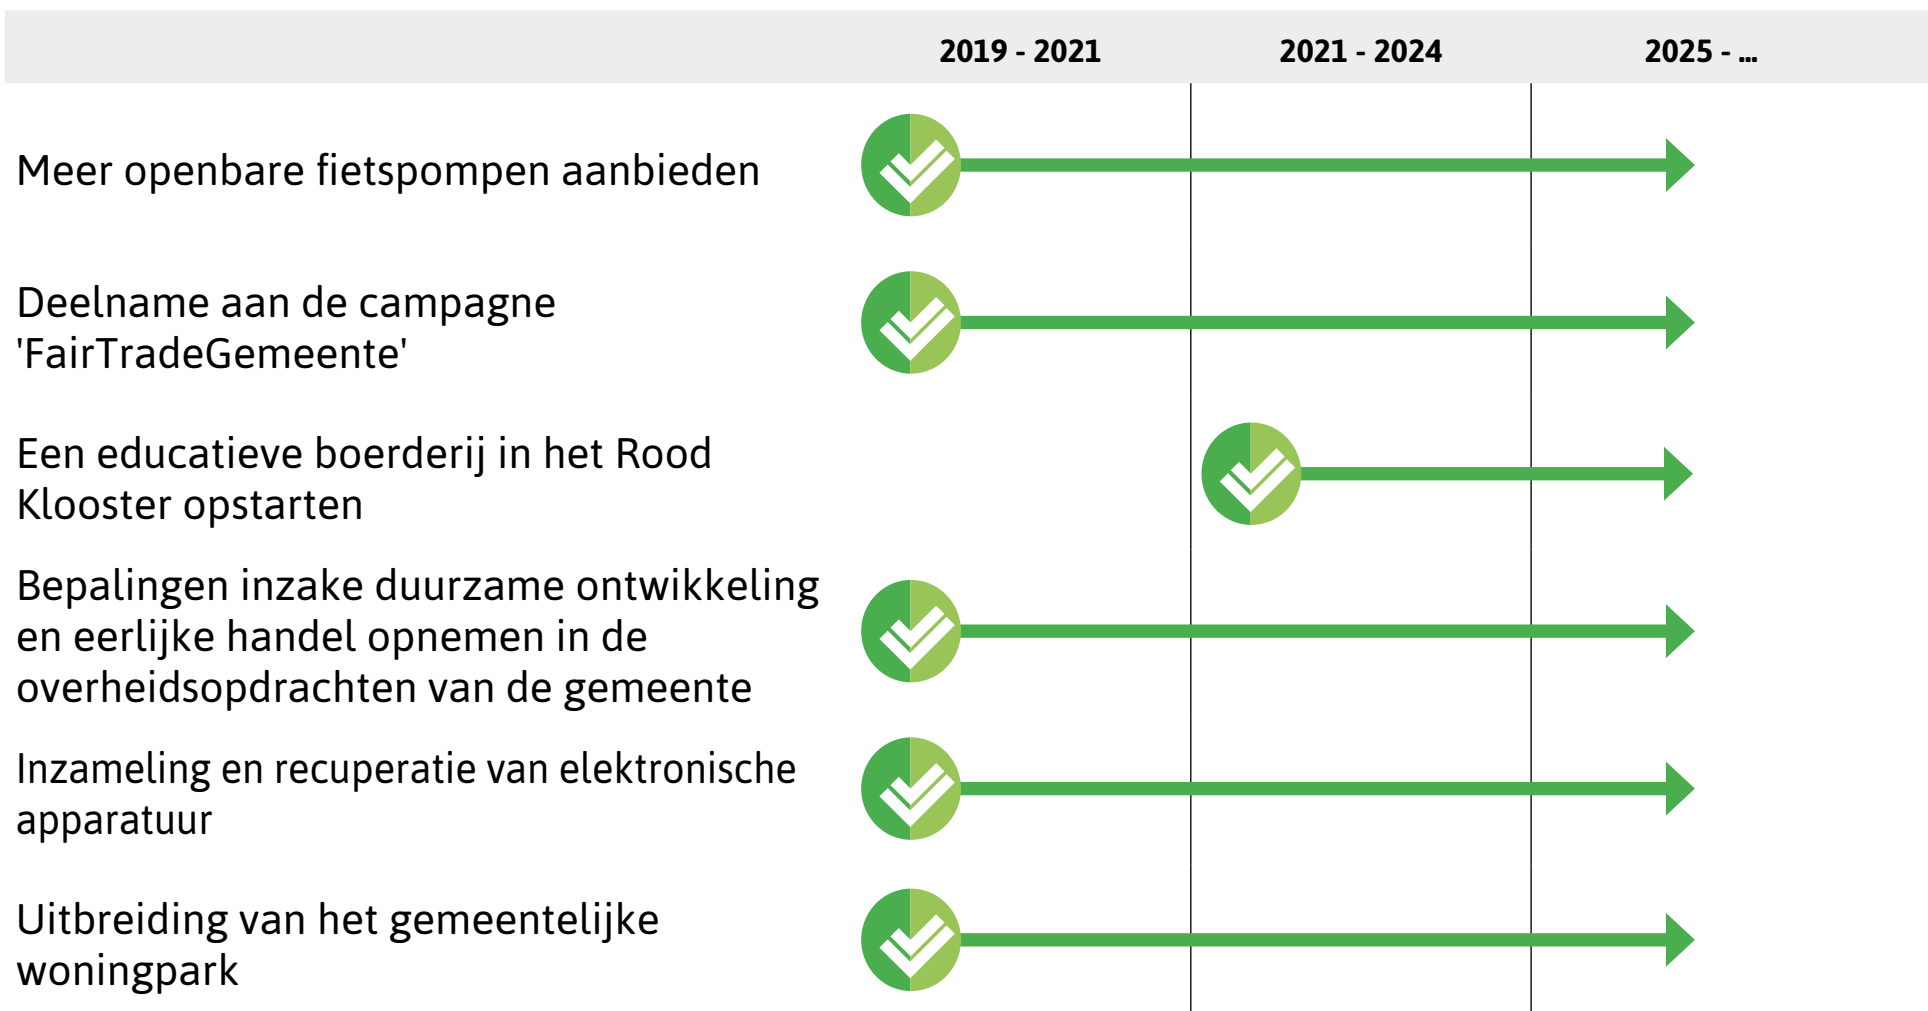 2019 - 2021 2021 - 2024 2025 - ...
Meer openbare fietspompen aanbieden
Deelname aan de campagne
'FairTradeGemeente'
Een educatieve boerderij in het Rood
Klooster opstarten
Bepalingen inzake duurzame ontwikkeling
en eerlijke handel opnemen in de
overheidsopdrachten van de gemeente
Inzameling en recuperatie van elektronische
apparatuur
Uitbreiding van het gemeentelijke
woningpark